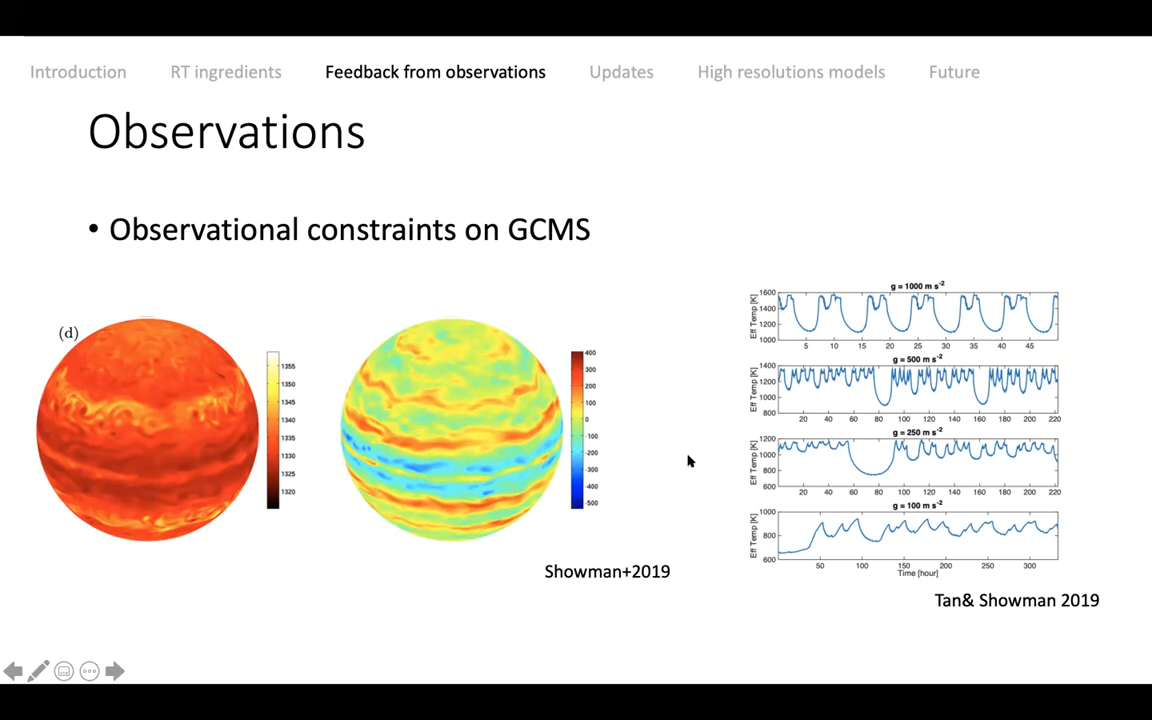 Introduction RT ingredients Feedback from observations Updates High resolutions models Future
Observations
• Observational constraints on GCMS
(d)
1355
1350
1345
1340
1335
1330
1325
1320
400
300
200
100
0
-100
-200
-300
-400
-500
Showman+2019
g = 1000 m s-2
Eff Temp [K]
1600
1400
1200
1000
5 10 15 20 25 30 35 40 45
g = 500 m s-2
Eff Temp [K]
1400
1200
1000
800
20 40 60 80 100 120 140 160 180 200 220
g = 250 m s-2
Eff Temp [K]
1200
1000
800
600
20 40 60 80 100 120 140 160 180 200 220
g = 100 m s-2
Eff Temp [K]
1000
800
600
50 100 150 200 250 300
Time [hour]
Tan& Showman 2019